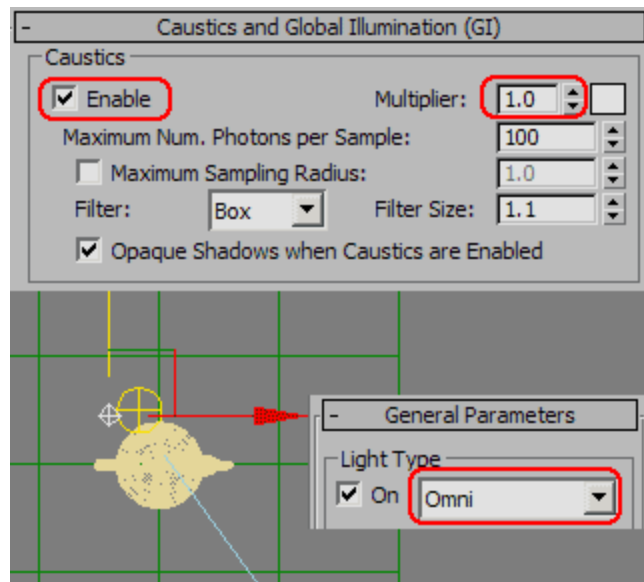 - Caustics and Global Illumination (GI)
Caustics
Enable Multiplier: 1.0
Maximum Num. Photons per Sample: 100
Maximum Sampling Radius: 1.0
Filter: Box Filter Size: 1.1
Opaque Shadows when Caustics are Enabled
- General Parameters
Light Type
On Omni